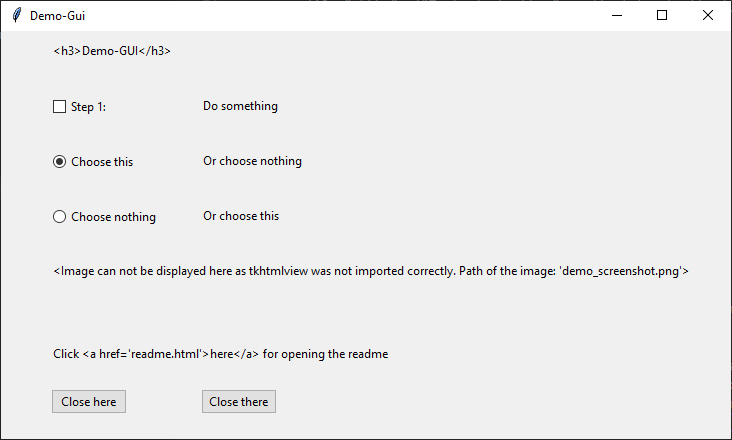 Demo-Gui
<h3>Demo-GUI</h3>
Step 1: Do something
Choose this Or choose nothing
Choose nothing Or choose this
<Image can not be displayed here as tkhtmlview was not imported correctly. Path of the image: 'demo_screenshot.png'>
Click <a href='readme.html'>here</a> for opening the readme
Close here Close there